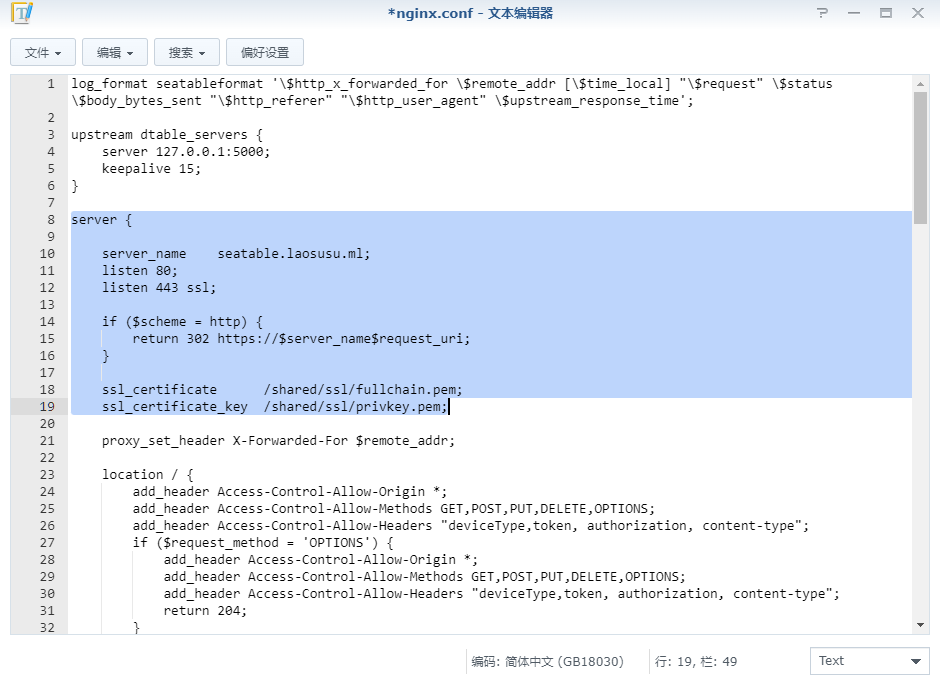 *nginx.conf - 文本编辑器
文件 编辑 搜索 偏好设置
1 log_format seatableformat '\$http_x_forwarded_for \$remote_addr [\$time_local] "\$request" \$status
\$body_bytes_sent "\$http_referer" "\$http_user_agent" \$upstream_response_time';
2
3 upstream dtable_servers {
4     server 127.0.0.1:5000;
5     keepalive 15;
6 }
7
8 server {
9
10     server_name    seatable.laosusu.ml;
11     listen 80;
12     listen 443 ssl;
13
14     if ($scheme = http) {
15         return 302 https://$server_name$request_uri;
16     }
17
18     ssl_certificate      /shared/ssl/fullchain.pem;
19     ssl_certificate_key  /shared/ssl/privkey.pem;
20
21     proxy_set_header X-Forwarded-For $remote_addr;
22
23     location / {
24         add_header Access-Control-Allow-Origin *;
25         add_header Access-Control-Allow-Methods GET,POST,PUT,DELETE,OPTIONS;
26         add_header Access-Control-Allow-Headers "deviceType,token, authorization, content-type";
27         if ($request_method = 'OPTIONS') {
28             add_header Access-Control-Allow-Origin *;
29             add_header Access-Control-Allow-Methods GET,POST,PUT,DELETE,OPTIONS;
30             add_header Access-Control-Allow-Headers "deviceType,token, authorization, content-type";
31             return 204;
32         }
编码: 简体中文 (GB18030) 行: 19, 栏: 49 Text